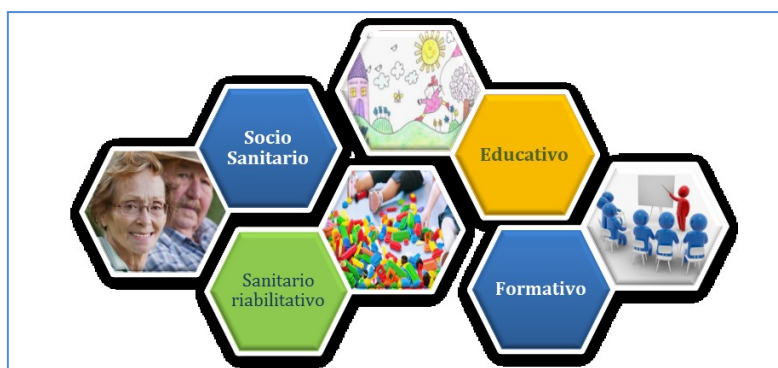 Socio
Sanitario
Educativo
Sanitario
riabilitativo
Formativo